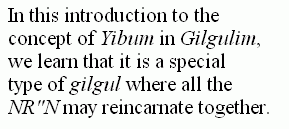 In this introduction to the
concept of Yibum in Gilgulim,
we learn that it is a special
type of gilgul where all the
NR"N may reincarnate together.